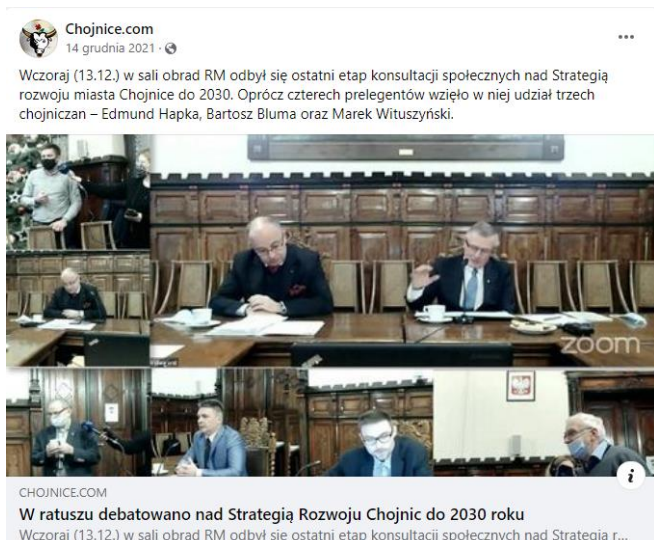 Chojnice.com
14 grudnia 2021 ·
Wczoraj (13.12.) w sali obrad RM odbył się ostatni etap konsultacji społecznych nad Strategią
rozwoju miasta Chojnice do 2030. Oprócz czterech prelegentów wzięło w niej udział trzech
chojniczan – Edmund Hapka, Bartosz Bluma oraz Marek Wituszyński.
zoom
CHOJNICE.COM
W ratuszu debatowano nad Strategią Rozwoju Chojnic do 2030 roku
Wczoraj (13.12.) w sali obrad RM odbył się ostatni etap konsultacji społecznych nad Strategią r...